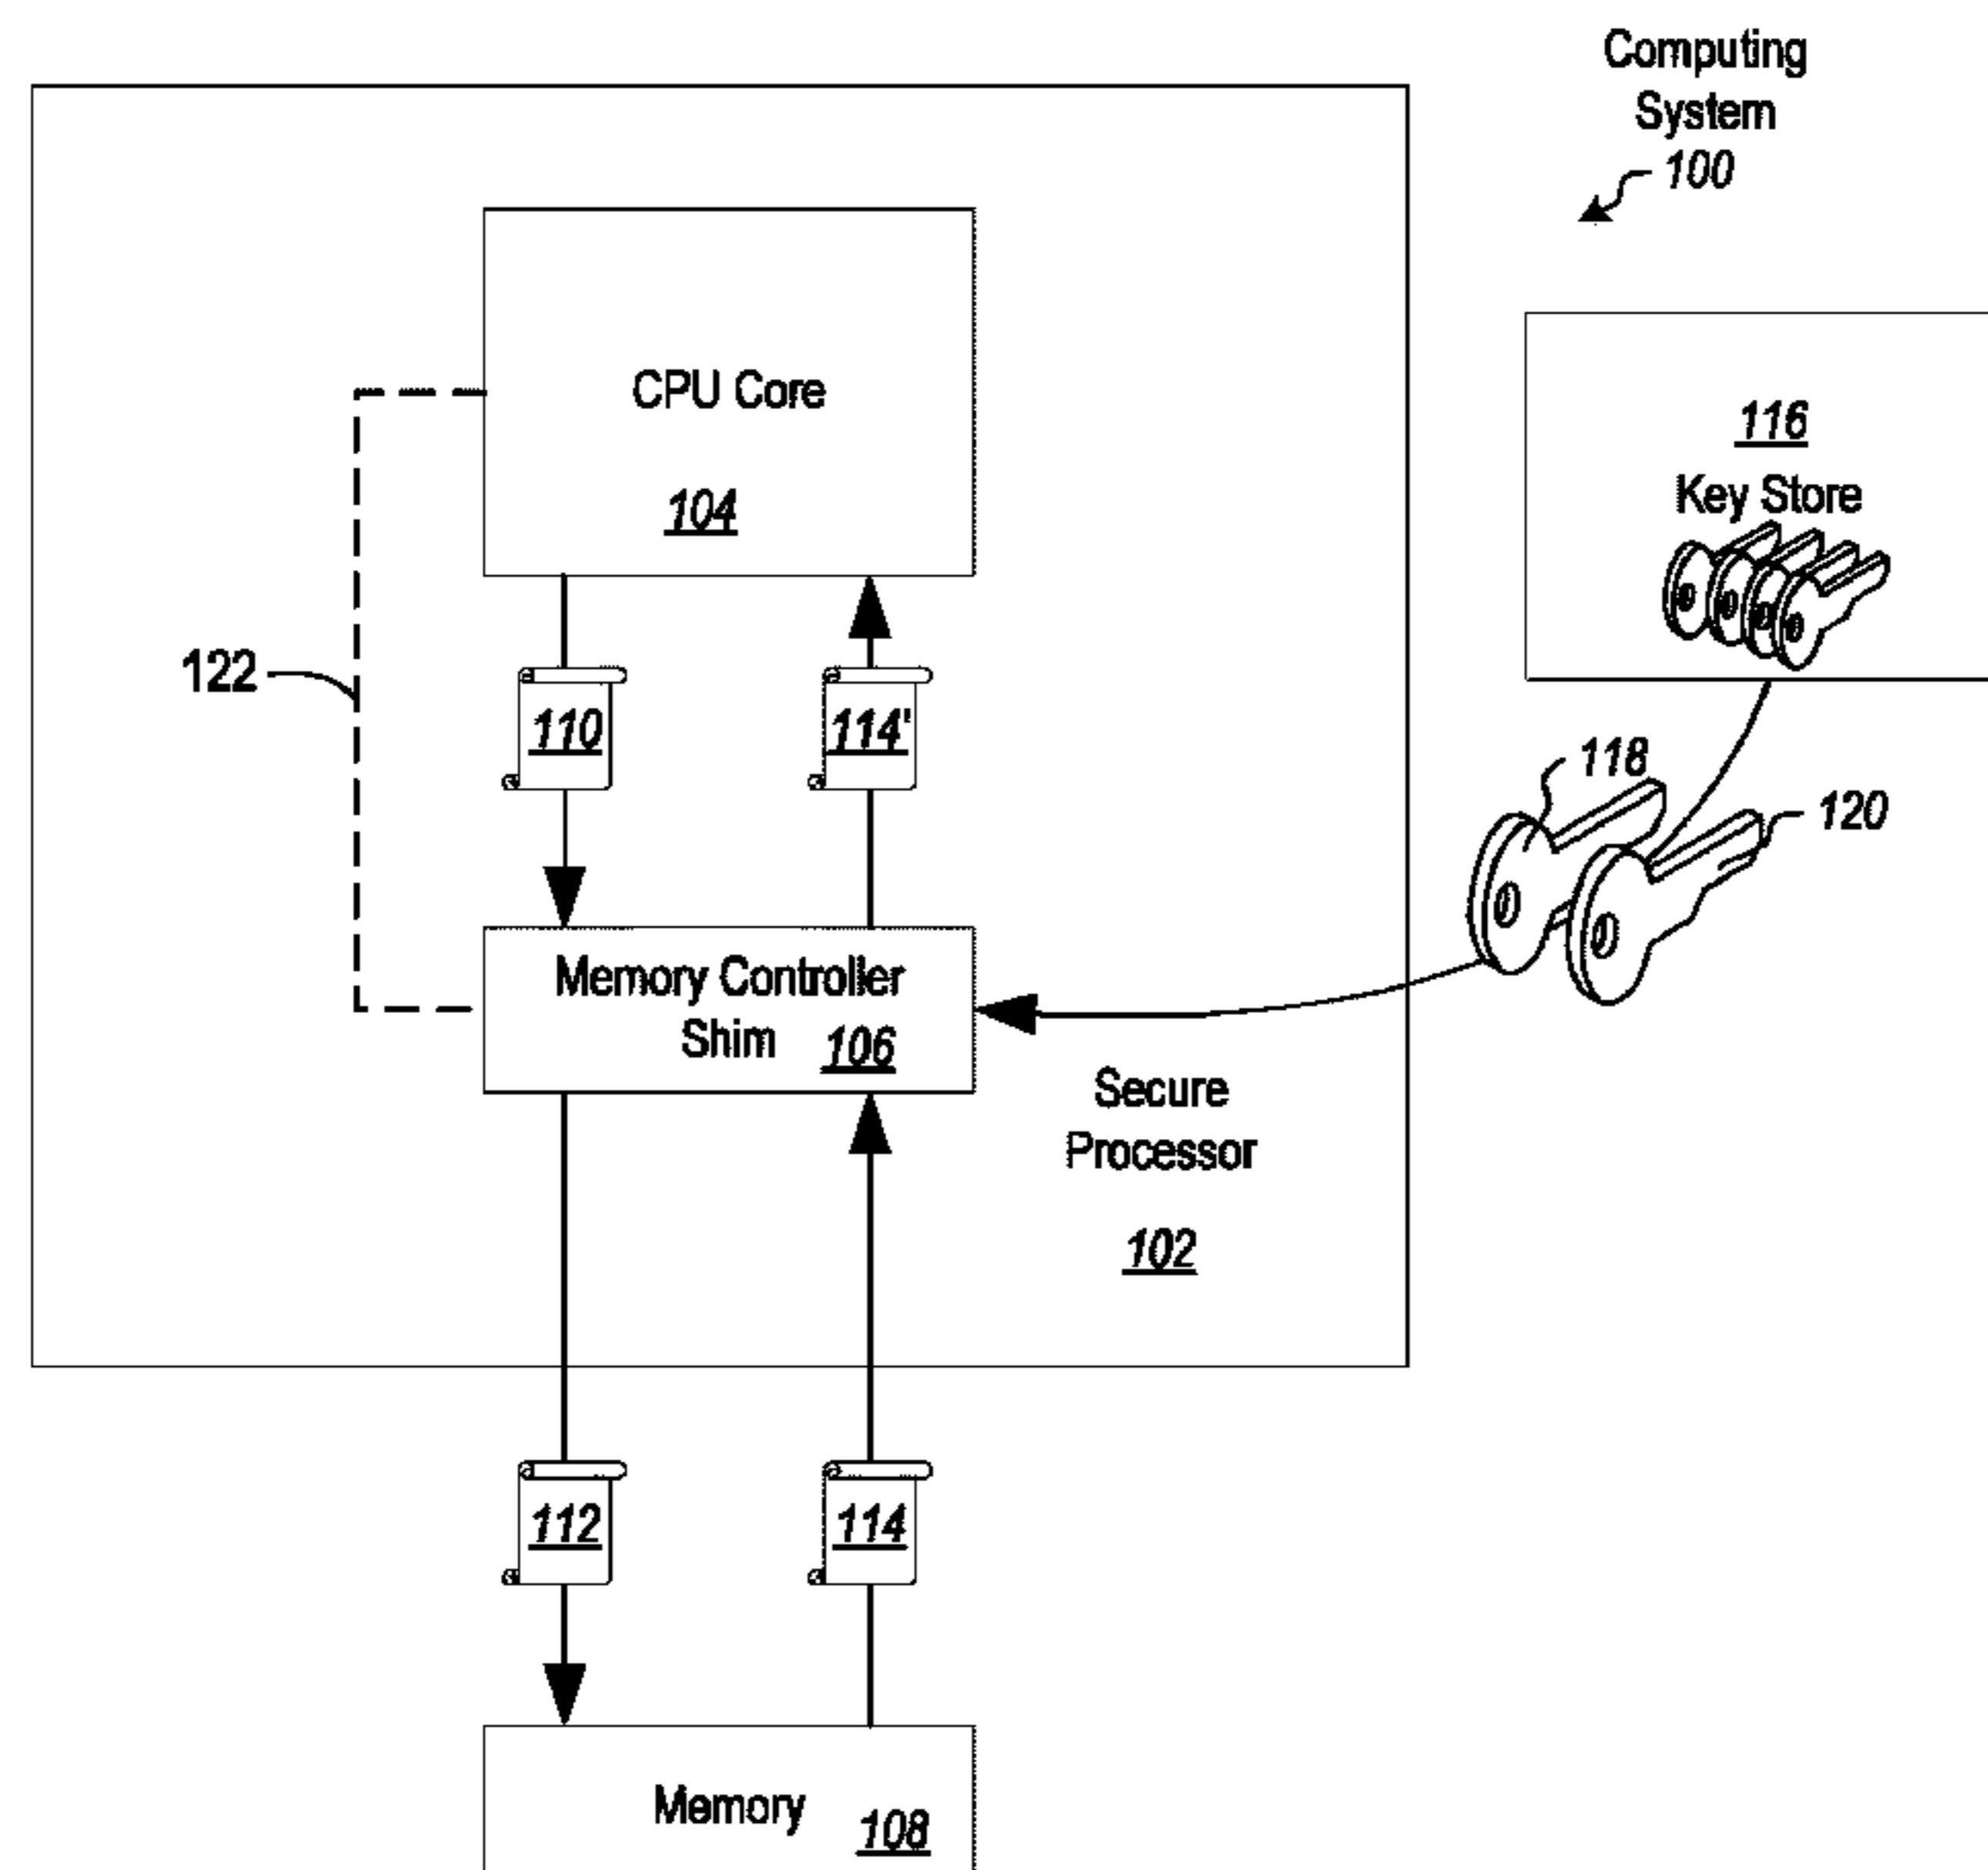 Computing
System
100
CPU Core
104
116
Key Store
122
110
114'
118
120
Memory Controller
Shim 106
Secure
Processor
102
112
114
Memory 108